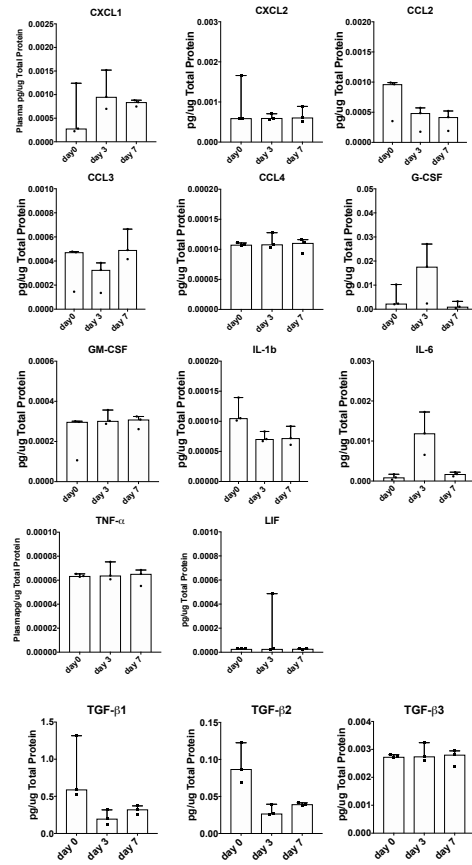 CXCL1
Plasma pg/ug Total Protein
0.0025
0.0020
0.0015
0.0010
0.0005
0.0000
day0
day 3
day 7
CXCL2
pg/ug Total Protein
0.003
0.002
0.001
0.000
day0
day 3
day 7
CCL2
pg/ug Total Protein
0.0020
0.0015
0.0010
0.0005
0.0000
day0
day 3
day 7
CCL3
pg/ug Total Protein
0.0010
0.0008
0.0006
0.0004
0.0002
0.0000
day0
day 3
day 7
CCL4
pg/ug Total Protein
0.00020
0.00015
0.00010
0.00005
0.00000
day0
day 3
day 7
G-CSF
pg/ug Total Protein
0.05
0.04
0.03
0.02
0.01
0.00
day0
day 3
day 7
GM-CSF
pg/ug Total Protein
0.0006
0.0004
0.0002
0.0000
day0
day 3
day 7
IL-1b
pg/ug Total Protein
0.00020
0.00015
0.00010
0.00005
0.00000
day0
day 3
day 7
IL-6
pg/ug Total Protein
0.003
0.002
0.001
0.000
day0
day 3
day 7
TNF-α
Plasmapg/ug Total Protein
0.00010
0.00008
0.00006
0.00004
0.00002
0.00000
day 0
day 3
day 7
LIF
pg/ug Total Protein
0.0010
0.0008
0.0006
0.0004
0.0002
0.0000
day 0
day 3
day 7
TGF-β1
pg/ug Total Protein
1.5
1.0
0.5
0.0
day 0
day 3
day 7
TGF-β2
pg/ug Total Protein
0.15
0.10
0.05
0.00
day 0
day 3
day 7
TGF-β3
pg/ug Total Protein
0.004
0.003
0.002
0.001
0.000
day 0
day 3
day 7